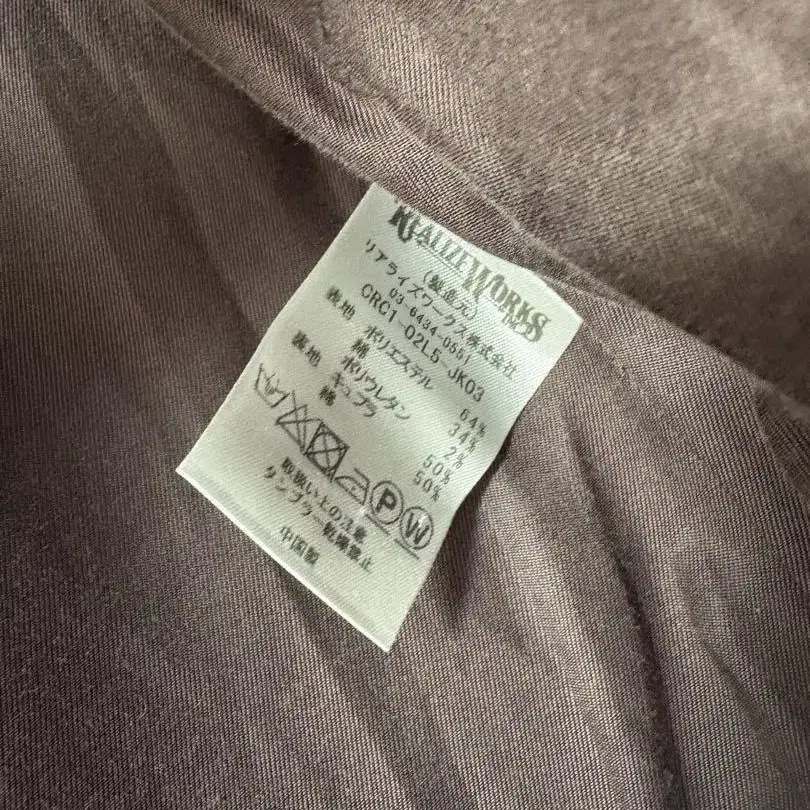 REALIZE WORKS INC.
リアライズワークス株式会社
(製造元)
03-6434-0551
CRC1-02L5-JK03
表地 ポリエステル 64%
綿 34%
ポリウレタン 2%
裏地 キュプラ 50%
綿 50%
P W
取扱い上の注意
タンブラー乾燥禁止
中国製